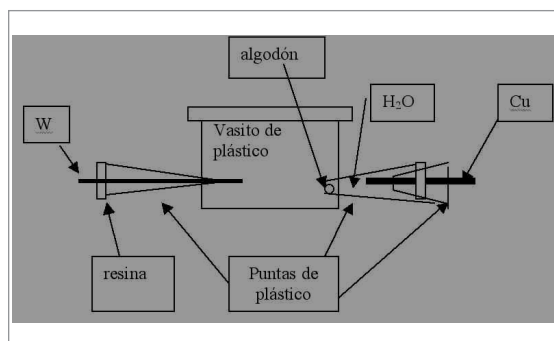 algodón
H₂O
Cu
W
Vasito de
plástico
resina
Puntas de
plástico